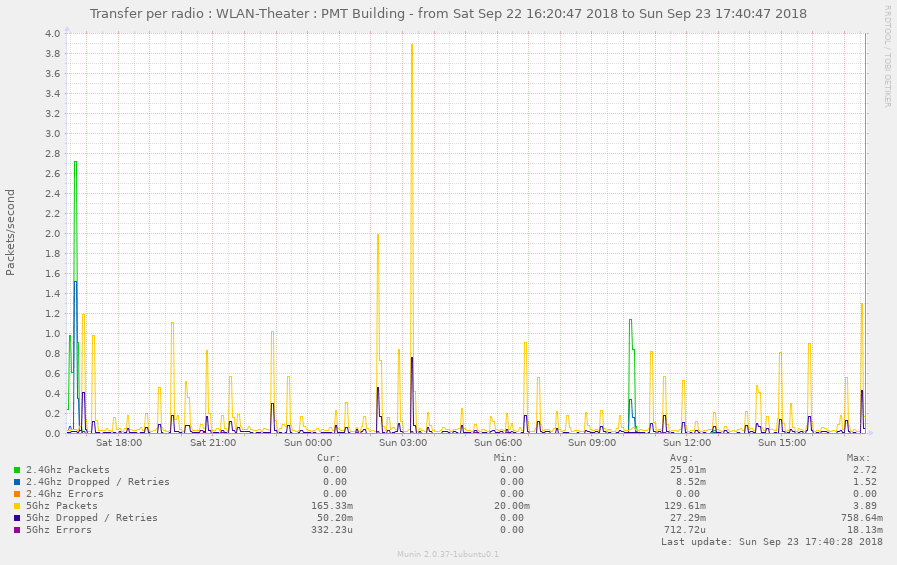 Transfer per radio : WLAN-Theater : PMT Building - from Sat Sep 22 16:20:47 2018 to Sun Sep 23 17:40:47 2018
RRDTOOL / TOBI OETIKER
Packets/second
4.0
3.8
3.6
3.4
3.2
3.0
2.8
2.6
2.4
2.2
2.0
1.8
1.6
1.4
1.2
1.0
0.8
0.6
0.4
0.2
0.0
Sat 18:00 Sat 21:00 Sun 00:00 Sun 03:00 Sun 06:00 Sun 09:00 Sun 12:00 Sun 15:00
Cur: Min: Avg: Max:
2.4Ghz Packets 0.00 0.00 25.01m 2.72
2.4Ghz Dropped / Retries 0.00 0.00 8.52m 1.52
2.4Ghz Errors 0.00 0.00 0.00 0.00
5Ghz Packets 165.33m 20.00m 129.61m 3.89
5Ghz Dropped / Retries 50.20m 0.00 27.29m 758.64m
5Ghz Errors 332.23u 0.00 712.72u 18.13m
Last update: Sun Sep 23 17:40:28 2018
Munin 2.0.37-1ubuntu0.1